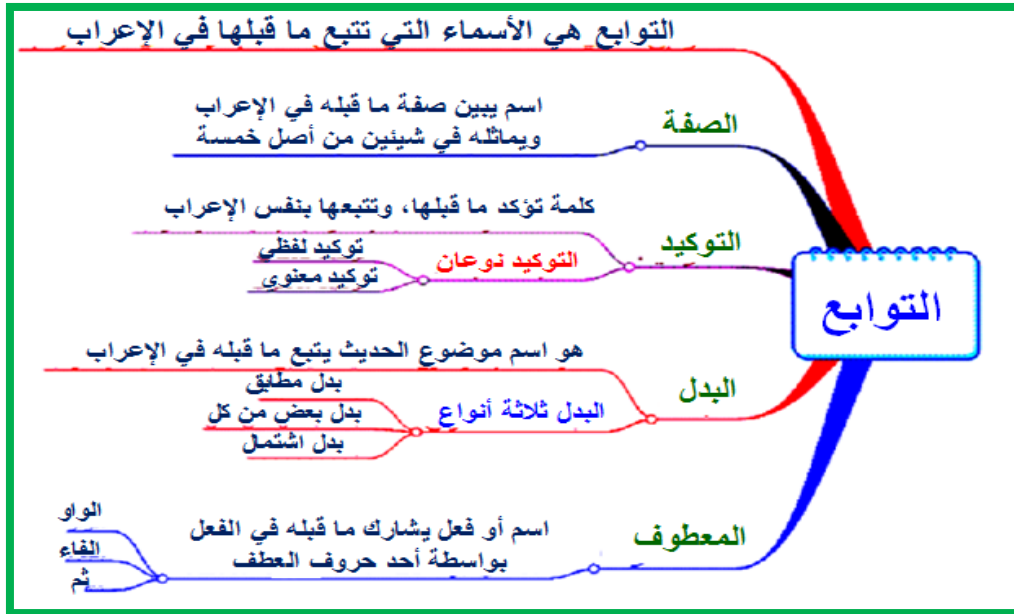 التوابع هي الأسماء التي تتبع ما قبلها في الإعراب
التوابع
الصفة
اسم يبين صفة ما قبله في الإعراب
ويماثله في شيئين من أصل خمسة
التوكيد
كلمة تؤكد ما قبلها، وتتبعها بنفس الإعراب
التوكيد نوعان
توكيد لفظي
توكيد معنوي
البدل
هو اسم موضوع الحديث يتبع ما قبله في الإعراب
البدل ثلاثة أنواع
بدل مطابق
بدل بعض من كل
بدل اشتمال
المعطوف
اسم أو فعل يشارك ما قبله في الفعل
بواسطة أحد حروف العطف
الواو
الفاء
ثم